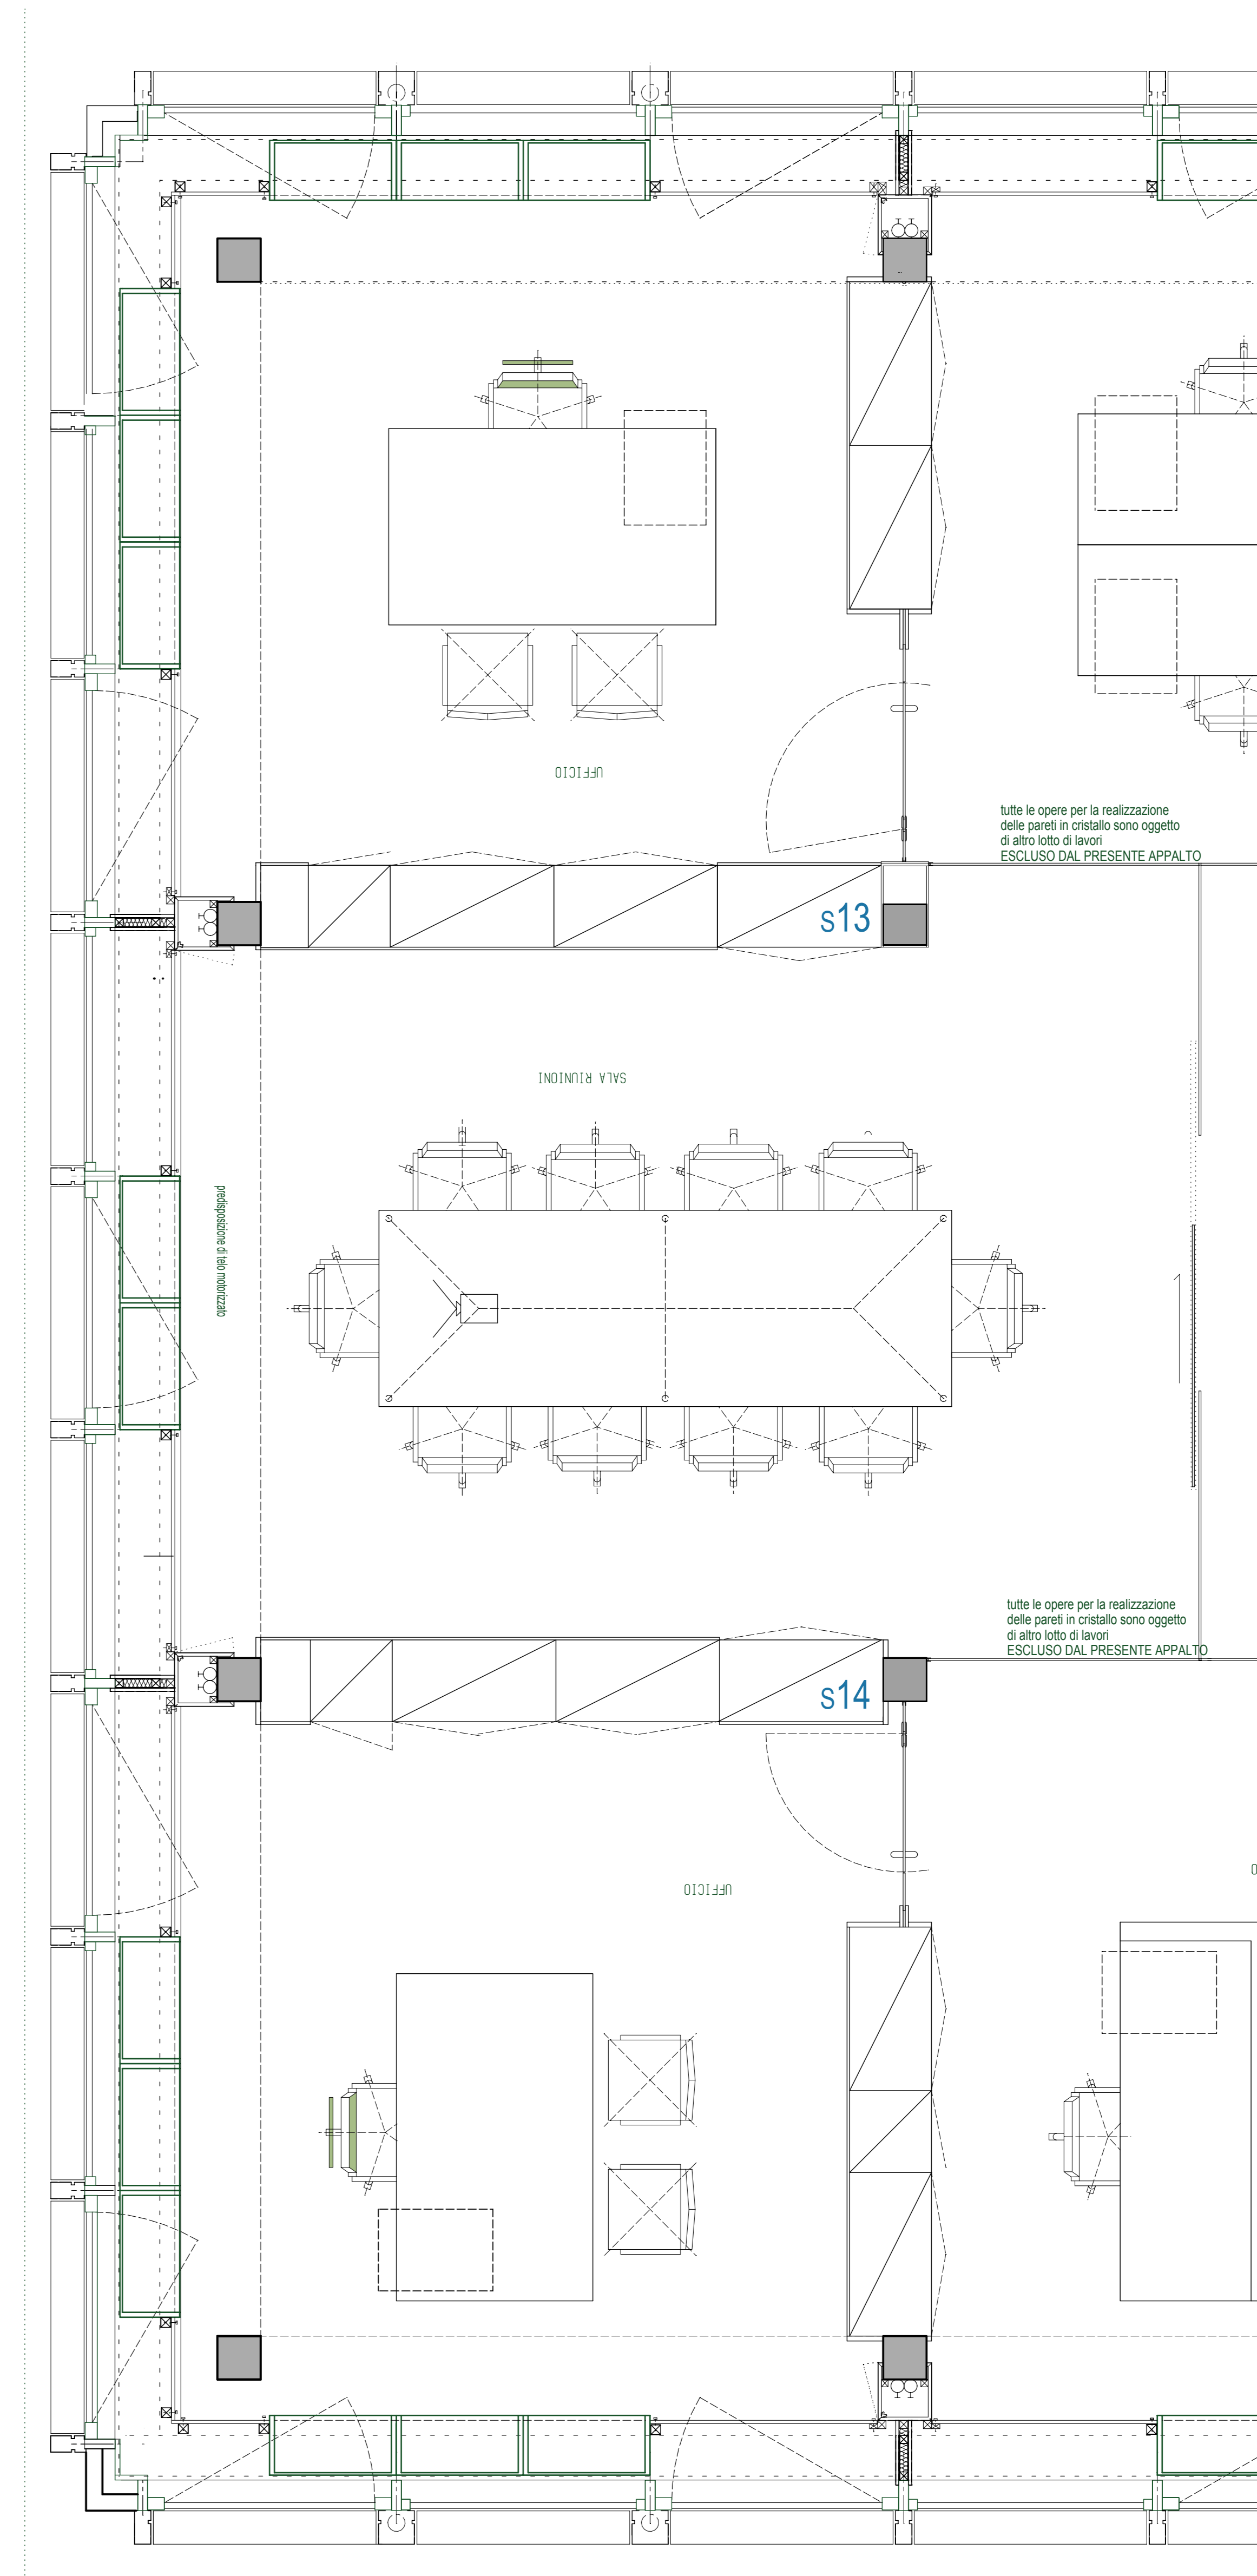 UFFICIO
tutte le opere per la realizzazione
delle pareti in cristallo sono oggetto
di altro lotto di lavori
ESCLUSO DAL PRESENTE APPALTO
s13
SALA RIUNIONI
predisposizione di telo motorizzato
tutte le opere per la realizzazione
delle pareti in cristallo sono oggetto
di altro lotto di lavori
ESCLUSO DAL PRESENTE APPALTO
s14
UFFICIO